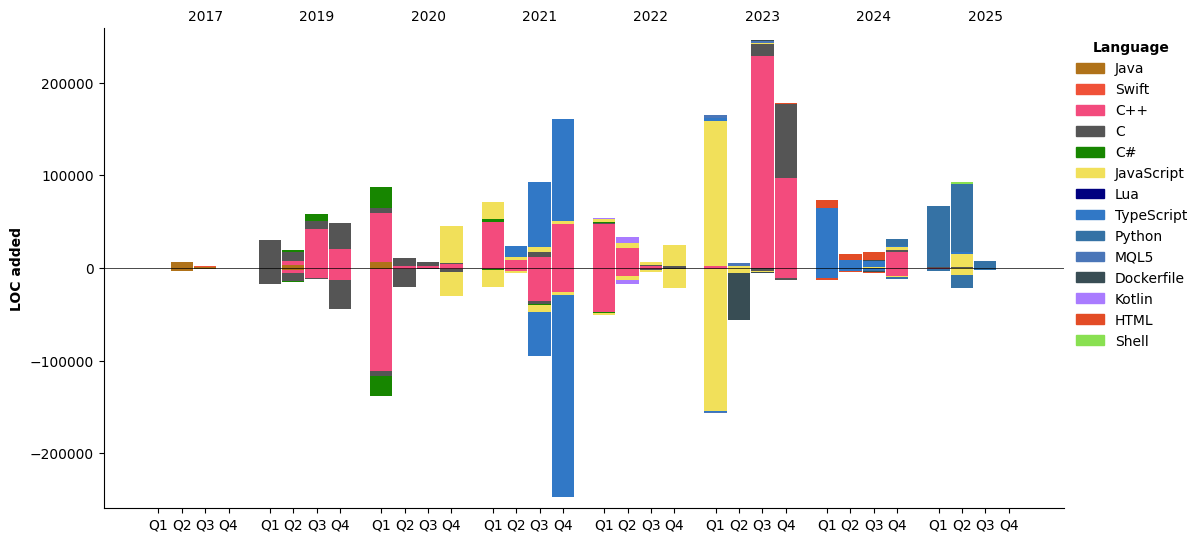 2017 2019 2020 2021 2022 2023 2024 2025
LOC added
200000
100000
0
−100000
−200000
Q1 Q2 Q3 Q4 Q1 Q2 Q3 Q4 Q1 Q2 Q3 Q4 Q1 Q2 Q3 Q4 Q1 Q2 Q3 Q4 Q1 Q2 Q3 Q4 Q1 Q2 Q3 Q4 Q1 Q2 Q3 Q4
Language
Java
Swift
C++
C
C#
JavaScript
Lua
TypeScript
Python
MQL5
Dockerfile
Kotlin
HTML
Shell